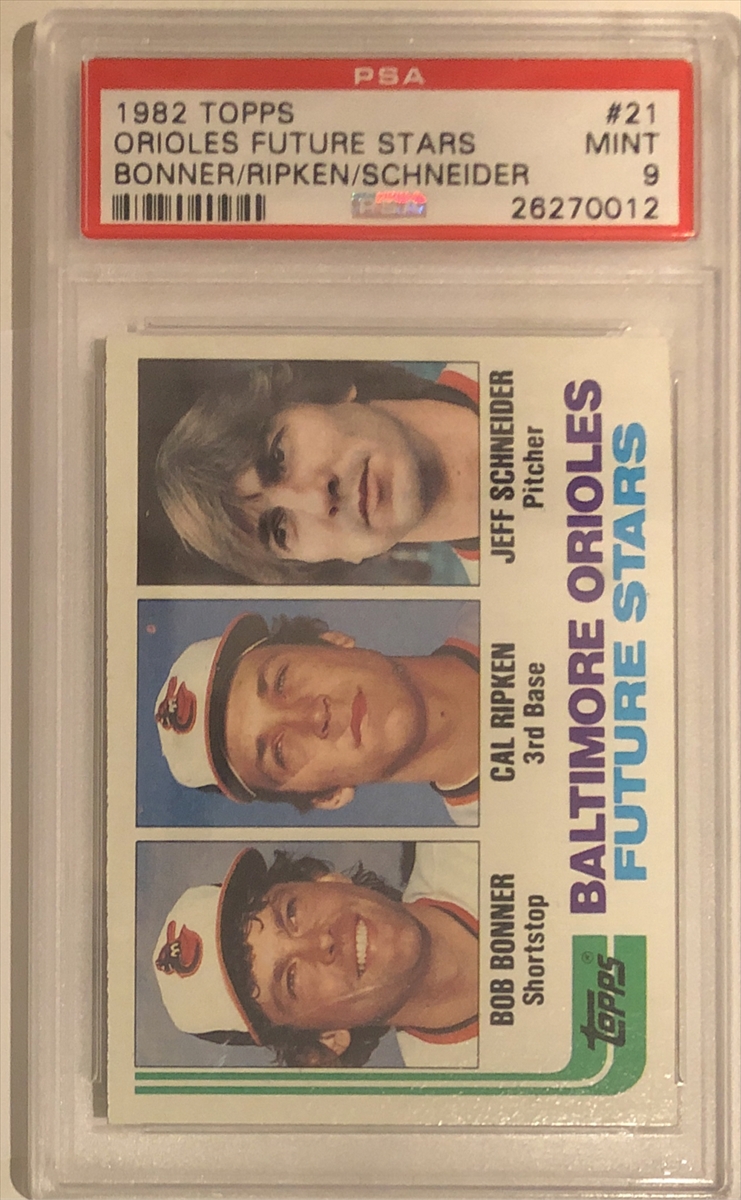 PSA
1982 TOPPS #21
ORIOLES FUTURE STARS MINT
BONNER/RIPKEN/SCHNEIDER 9
PSA 26270012
BOB BONNER
Shortstop
CAL RIPKEN
3rd Base
JEFF SCHNEIDER
Pitcher
TOPPS® BALTIMORE ORIOLES
FUTURE STARS